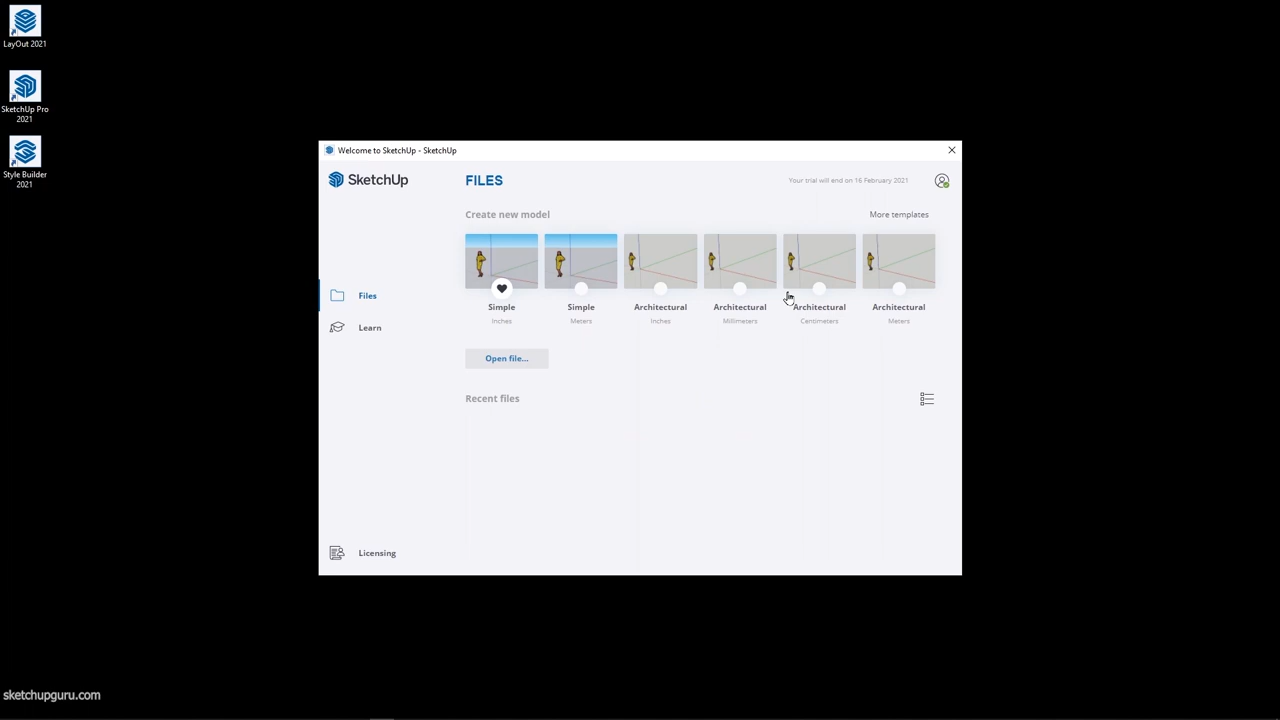 LayOut 2021
SketchUp Pro
2021
Style Builder
2021
Welcome to SketchUp - SketchUp
SketchUp
FILES
Your trial will end on 16 February 2021
Create new model
More templates
Simple
Inches
Simple
Meters
Architectural
Inches
Architectural
Millimeters
Architectural
Centimeters
Architectural
Meters
Files
Learn
Open file...
Recent files
Licensing
sketchupguru.com